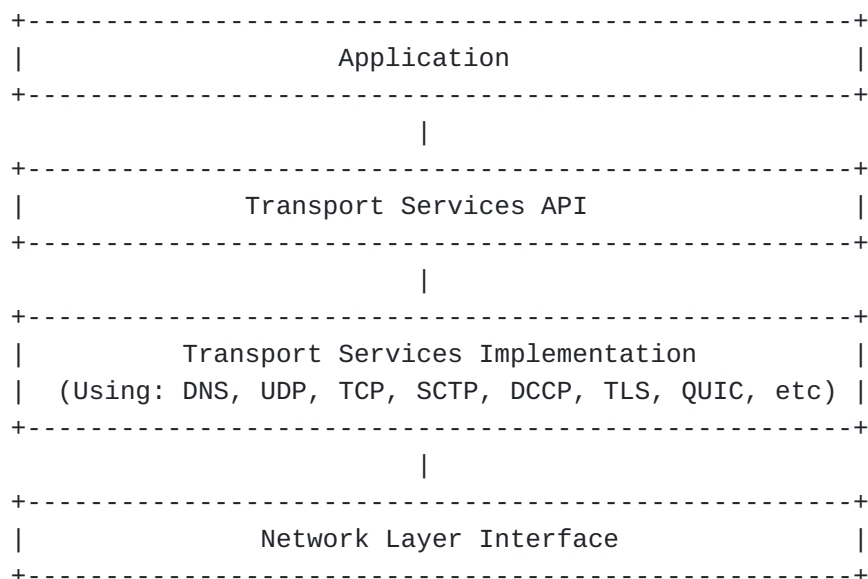 Application
Transport Services API
Transport Services Implementation
(Using: DNS, UDP, TCP, SCTP, DCCP, TLS, QUIC, etc)
Network Layer Interface